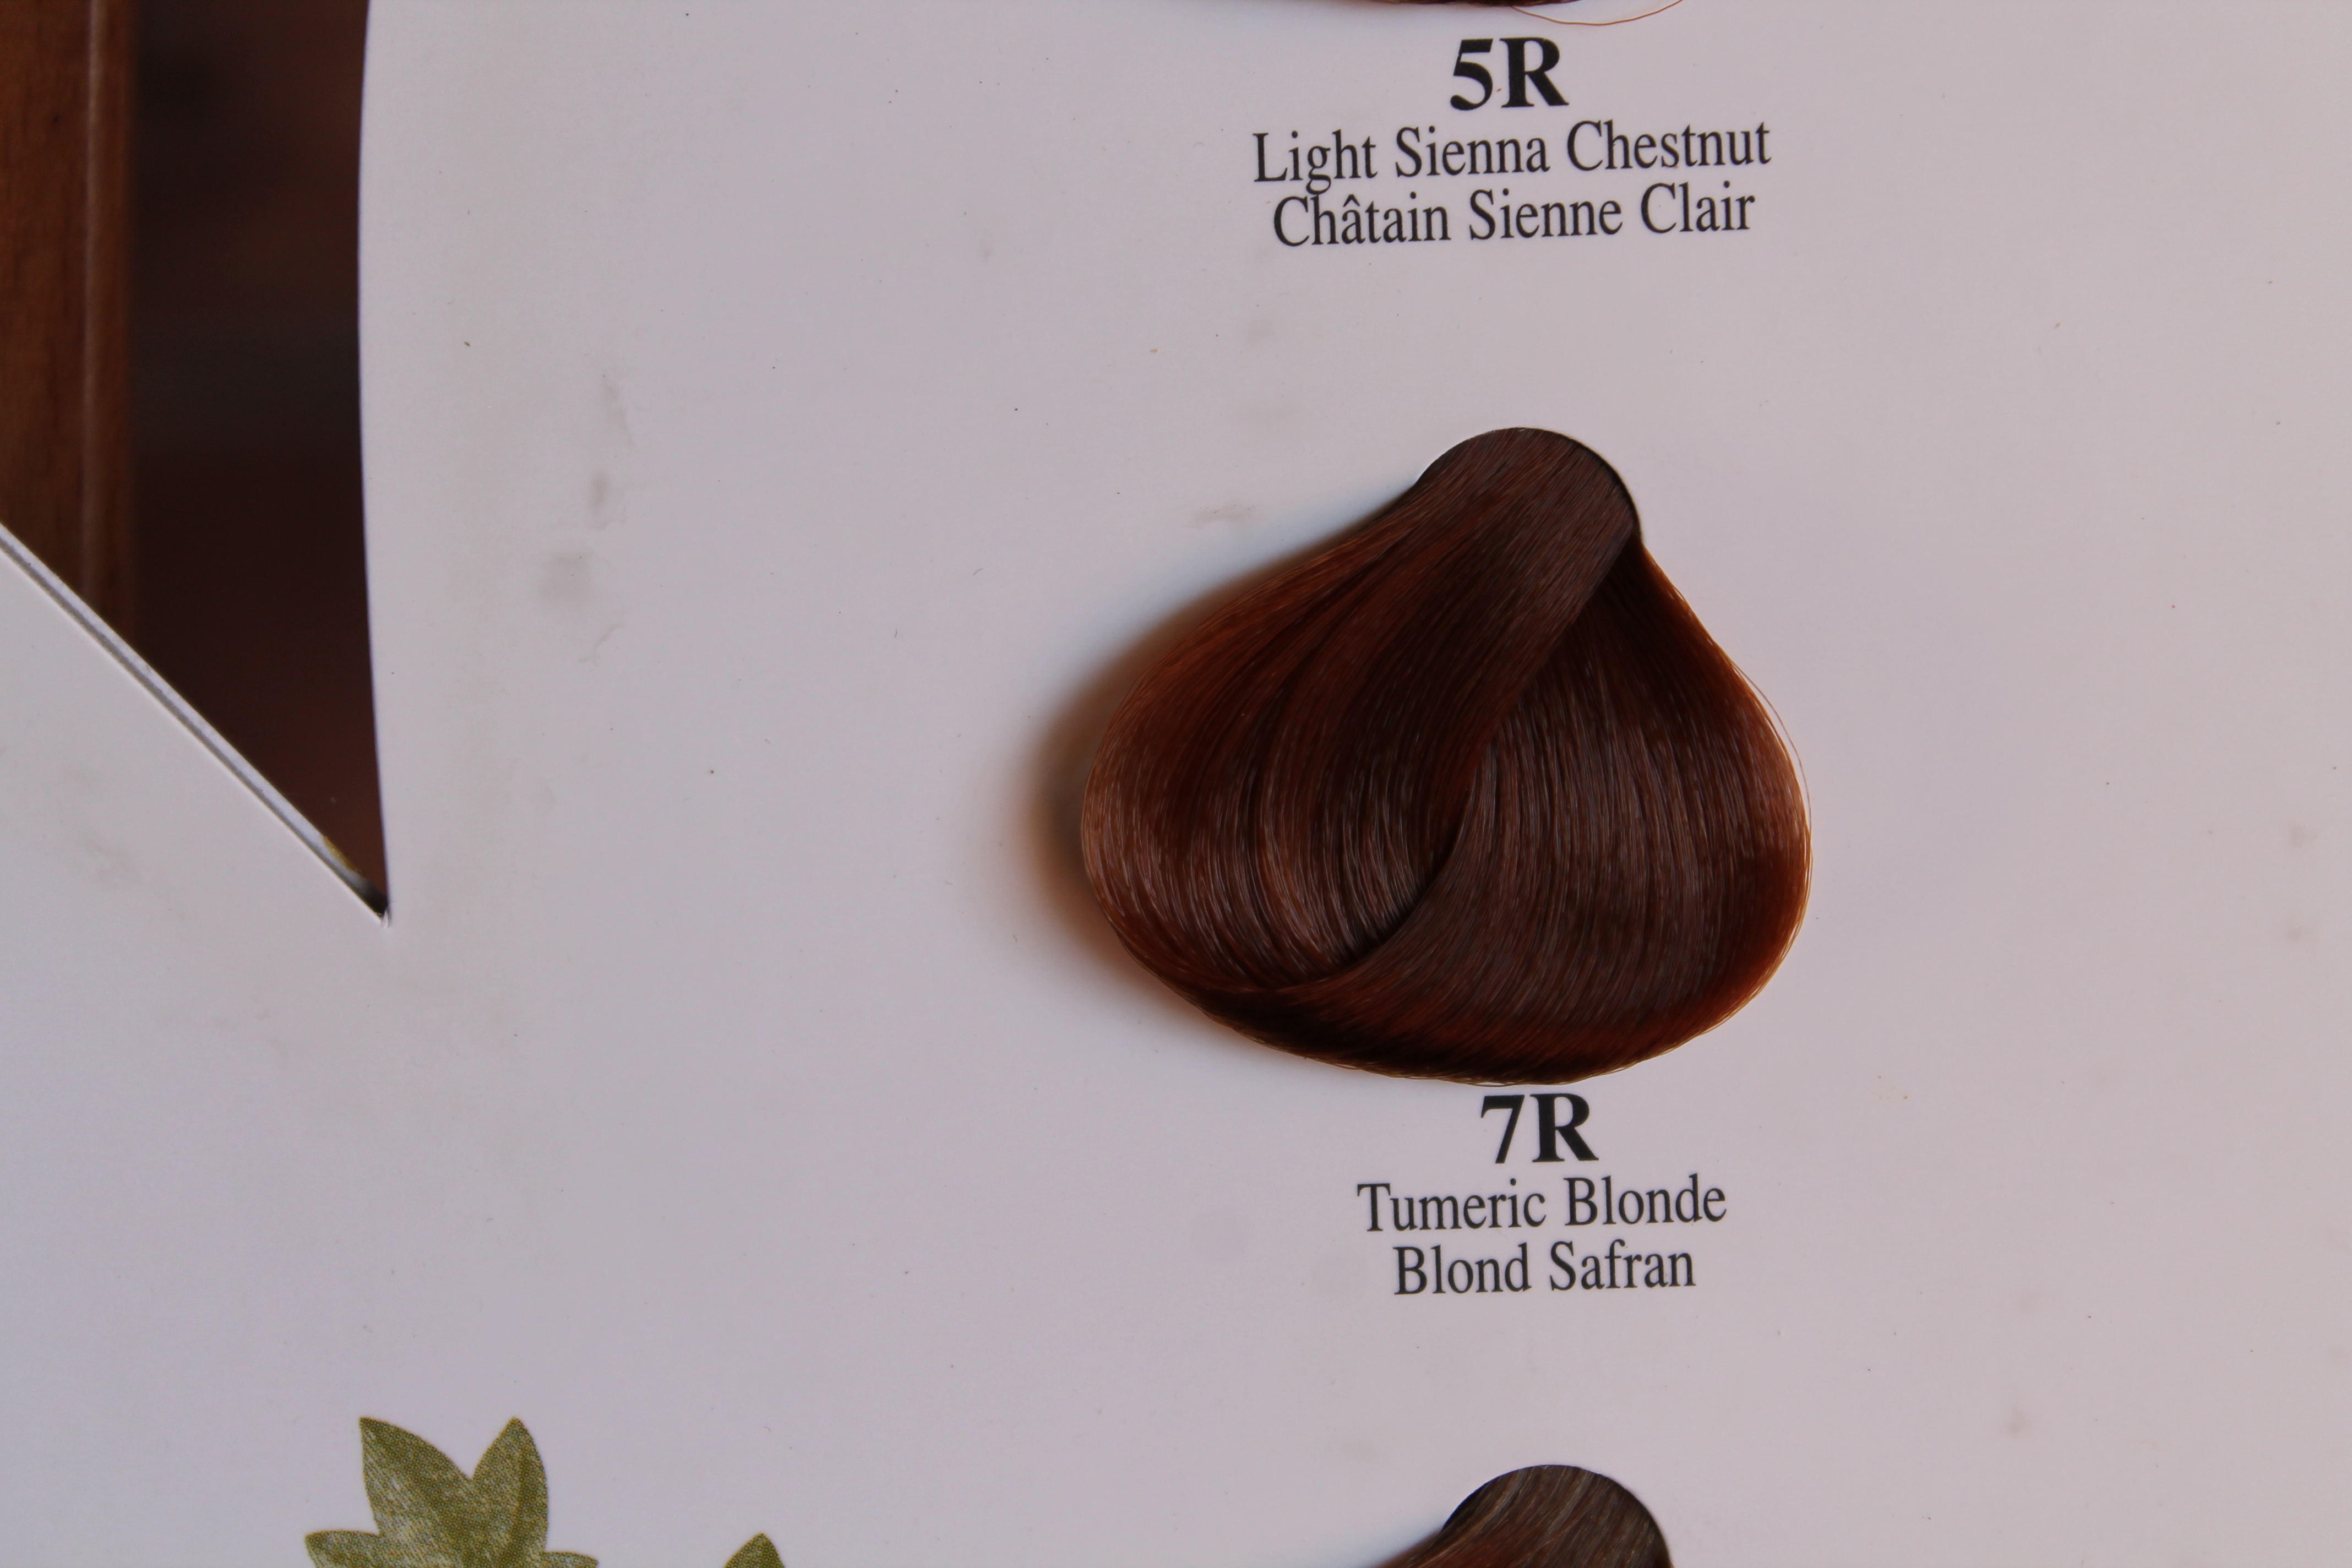 5R
Light Sienna Chestnut
Châtain Sienne Clair
7R
Tumeric Blonde
Blond Safran